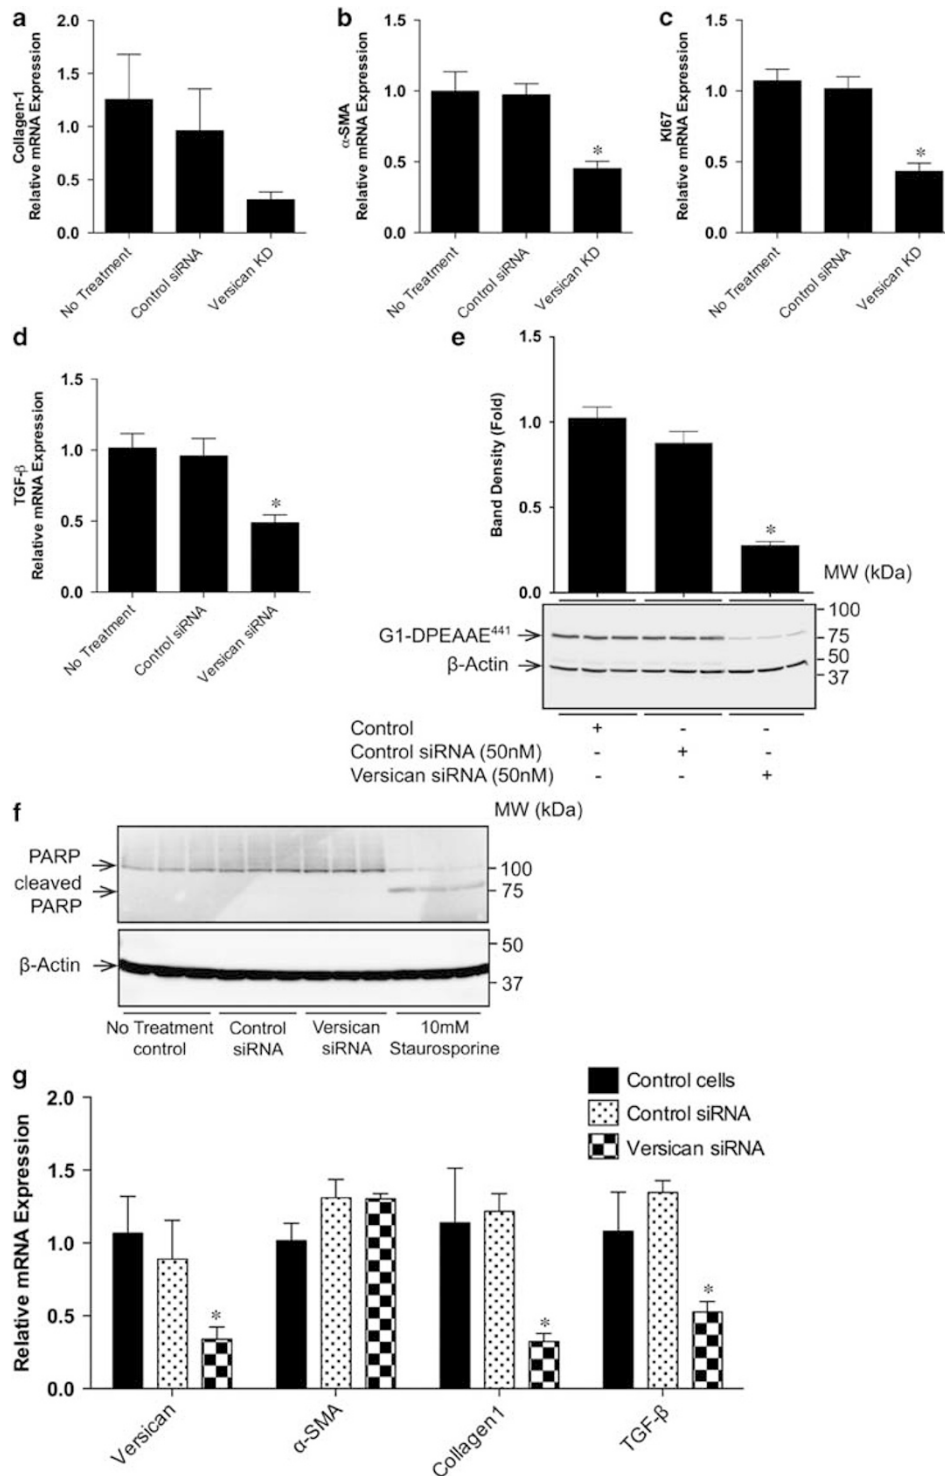 a
Collagen-1
Relative mRNA Expression
2.0
1.5
1.0
0.5
0.0
No Treatment
Control siRNA
Versican KD
b
α-SMA
Relative mRNA Expression
1.5
1.0
0.5
0.0
*
No Treatment
Control siRNA
Versican KD
c
KI67
Relative mRNA Expression
1.5
1.0
0.5
0.0
*
No Treatment
Control siRNA
Versican KD
d
TGF-β
Relative mRNA Expression
1.5
1.0
0.5
0.0
*
No Treatment
Control siRNA
Versican siRNA
e
Band Density (Fold)
1.5
1.0
0.5
0.0
*
MW (kDa)
G1-DPEAAE⁴⁴¹
β-Actin
100
75
50
37
Control + - -
Control siRNA (50nM) - + -
Versican siRNA (50nM) - - +
f
MW (kDa)
PARP
cleaved
PARP
100
75
β-Actin
50
37
No Treatment
control
Control
siRNA
Versican
siRNA
10mM
Staurosporine
g
Relative mRNA Expression
2.0
1.5
1.0
0.5
0.0
Control cells
Control siRNA
Versican siRNA
*
*
*
Versican
α-SMA
Collagen1
TGF-β